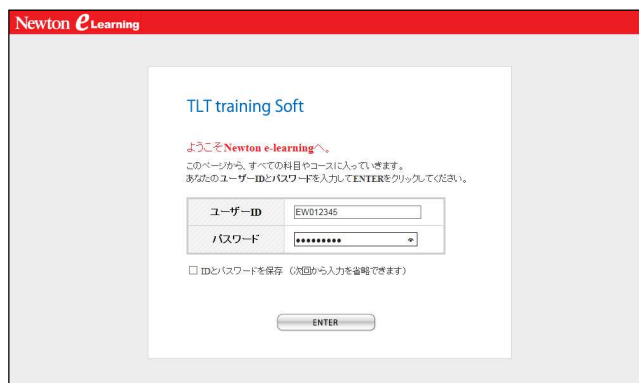 Newton e Learning
TLT training Soft
ようこそNewton e-learningへ。
このページから、すべての科目やコースに入っていきます。
あなたのユーザーIDとパスワードを入力してENTERをクリックしてください。
ユーザーID EW012345
パスワード •••••••••
IDとパスワードを保存（次回から入力を省略できます）
ENTER